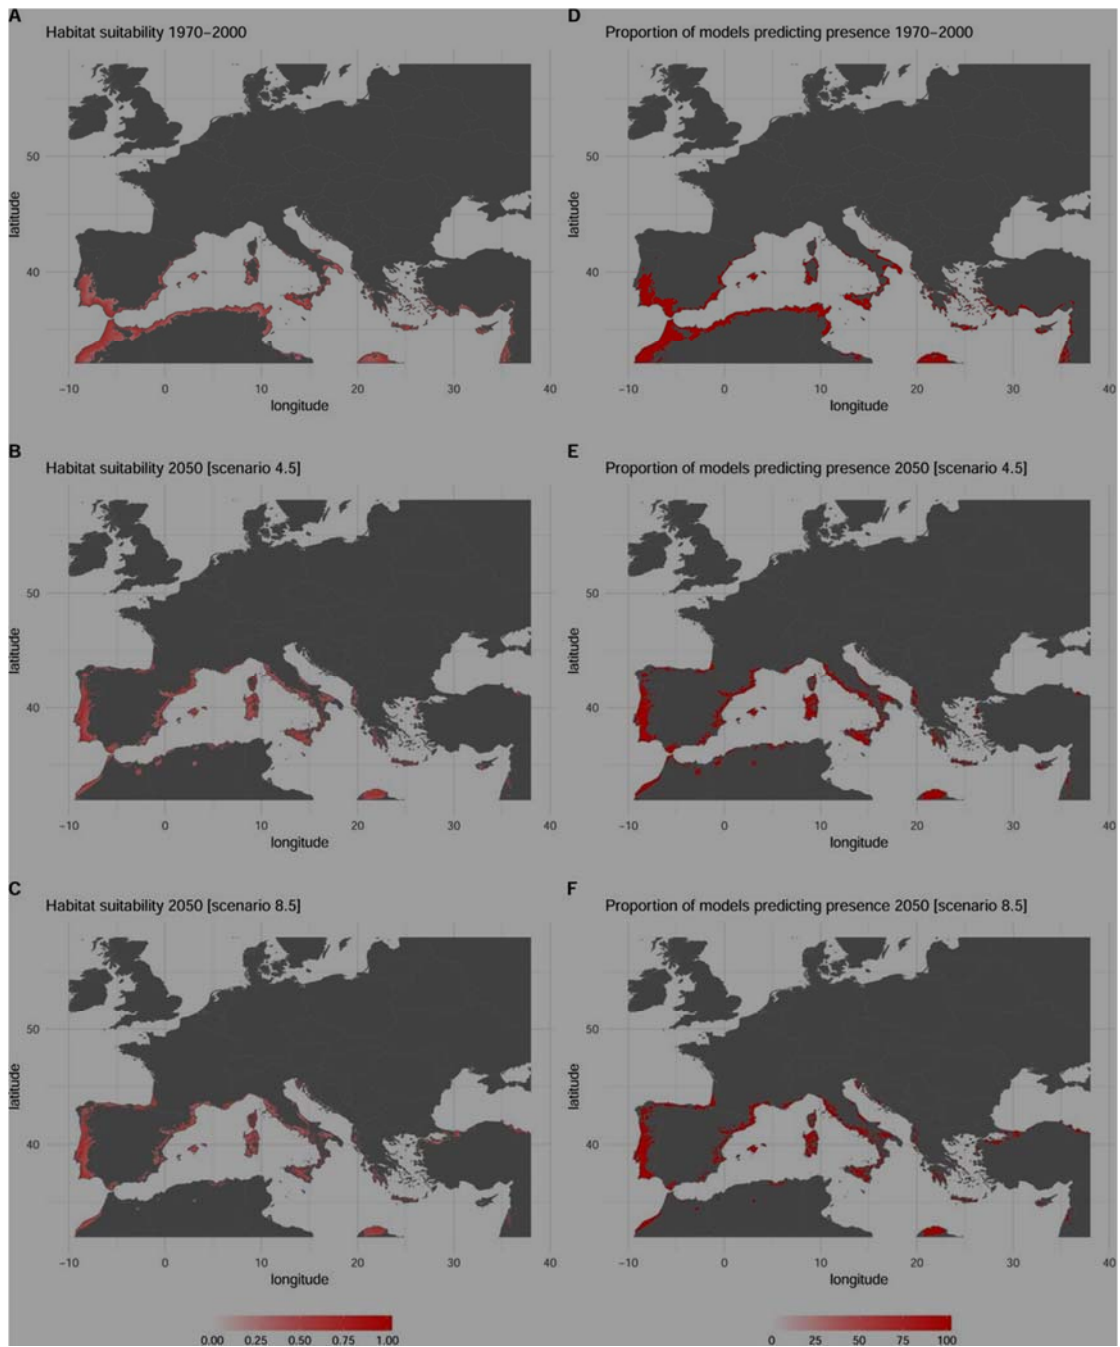 A
Habitat suitability 1970–2000
50
40
latitude
−10 0 10 20 30 40
longitude
D
Proportion of models predicting presence 1970–2000
50
40
latitude
−10 0 10 20 30 40
longitude
B
Habitat suitability 2050 [scenario 4.5]
50
40
latitude
−10 0 10 20 30 40
longitude
E
Proportion of models predicting presence 2050 [scenario 4.5]
50
40
latitude
−10 0 10 20 30 40
longitude
C
Habitat suitability 2050 [scenario 8.5]
50
40
latitude
−10 0 10 20 30 40
longitude
F
Proportion of models predicting presence 2050 [scenario 8.5]
50
40
latitude
−10 0 10 20 30 40
longitude
0.00 0.25 0.50 0.75 1.00
0 25 50 75 100